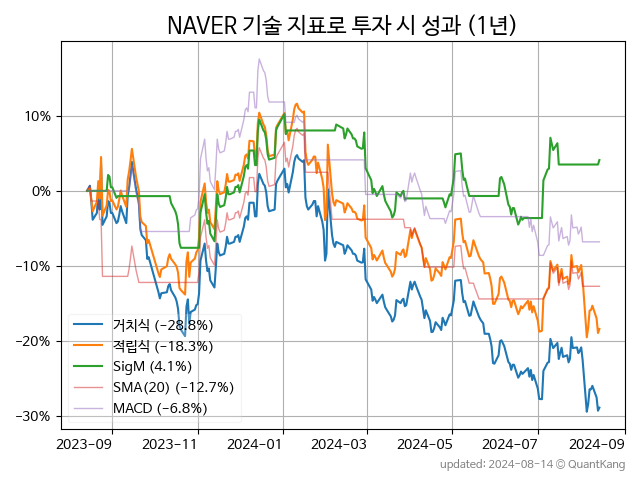 NAVER 기술 지표로 투자 시 성과 (1년)
10%
0%
−10%
−20%
−30%
거치식 (−28.8%)
적립식 (−18.3%)
SigM (4.1%)
SMA(20) (−12.7%)
MACD (−6.8%)
2023-09 2023-11 2024-01 2024-03 2024-05 2024-07 2024-09
updated: 2024-08-14 © QuantKang